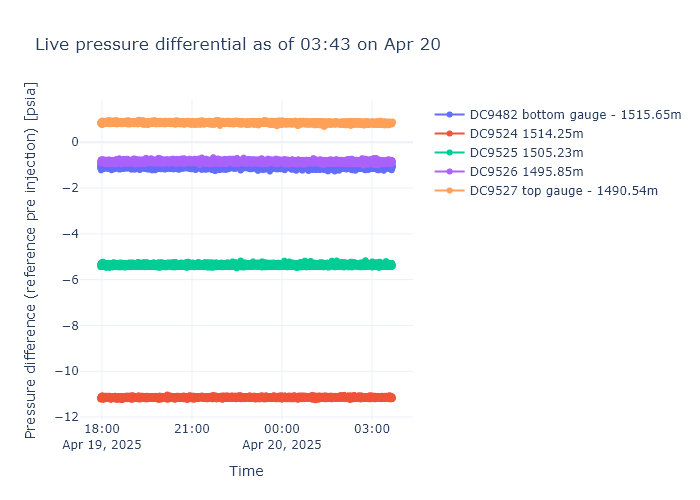 Live pressure differential as of 03:43 on Apr 20
Pressure difference (reference pre injection) [psia]
0
−2
−4
−6
−8
−10
−12
18:00
Apr 19, 2025
21:00
00:00
Apr 20, 2025
03:00
Time
DC9482 bottom gauge - 1515.65m
DC9524 1514.25m
DC9525 1505.23m
DC9526 1495.85m
DC9527 top gauge - 1490.54m